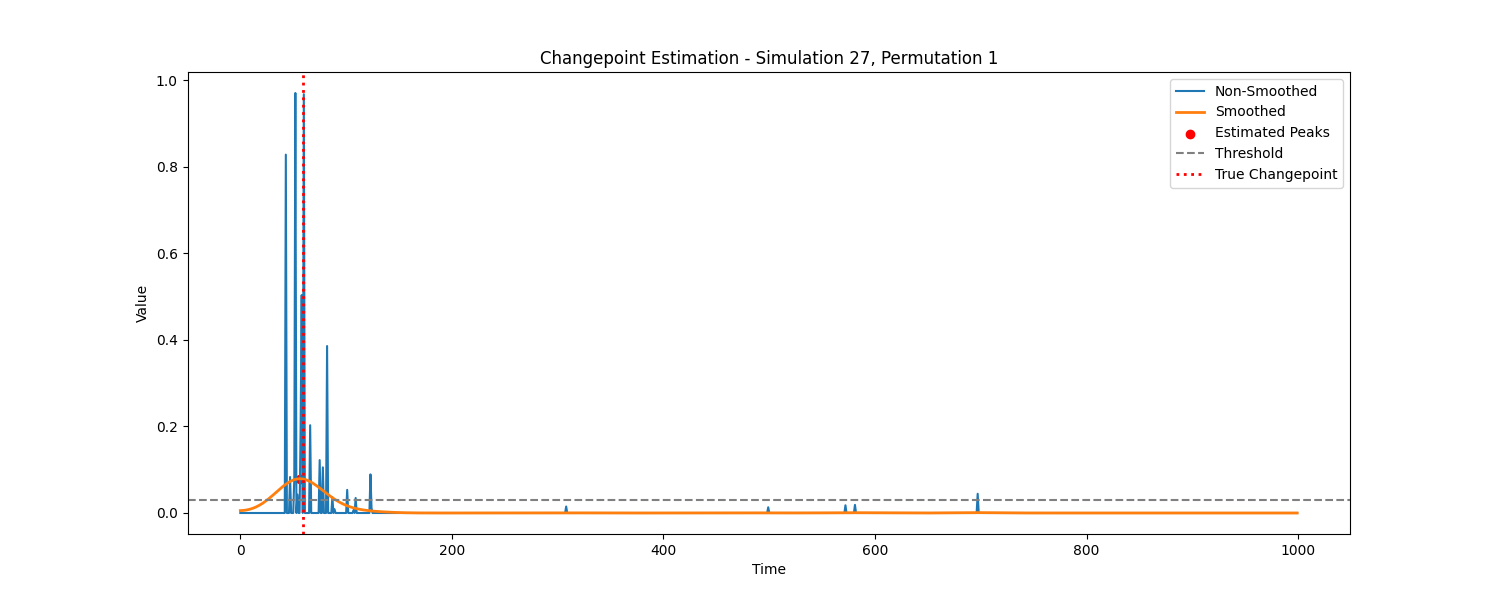 Changepoint Estimation - Simulation 27, Permutation 1
1.0
0.8
0.6
0.4
0.2
0.0
Value
Non-Smoothed
Smoothed
Estimated Peaks
Threshold
True Changepoint
0 200 400 600 800 1000
Time